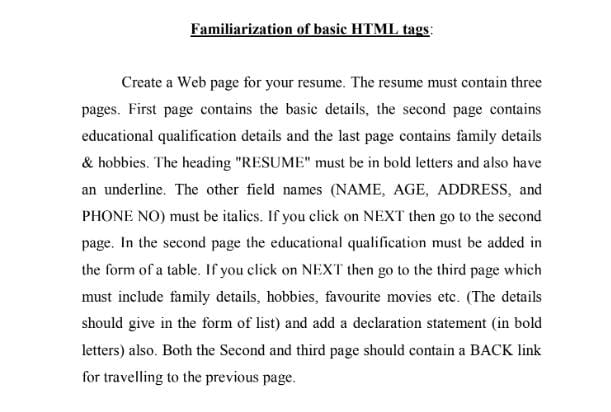 Familiarization of basic HTML tags:
Create a Web page for your resume. The resume must contain three
pages. First page contains the basic details, the second page contains
educational qualification details and the last page contains family details
& hobbies. The heading "RESUME" must be in bold letters and also have
an underline. The other field names (NAME, AGE, ADDRESS, and
PHONE NO) must be italics. If you click on NEXT then go to the second
page. In the second page the educational qualification must be added in
the form of a table. If you click on NEXT then go to the third page which
must include family details, hobbies, favourite movies etc. (The details
should give in the form of list) and add a declaration statement (in bold
letters) also. Both the Second and third page should contain a BACK link
for travelling to the previous page.